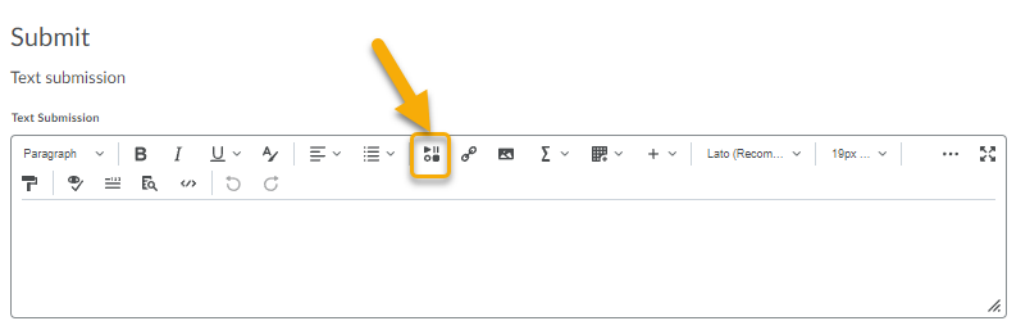 Submit
Text submission
Text Submission
Paragraph B I U A Lato (Recom... 19px ... ...